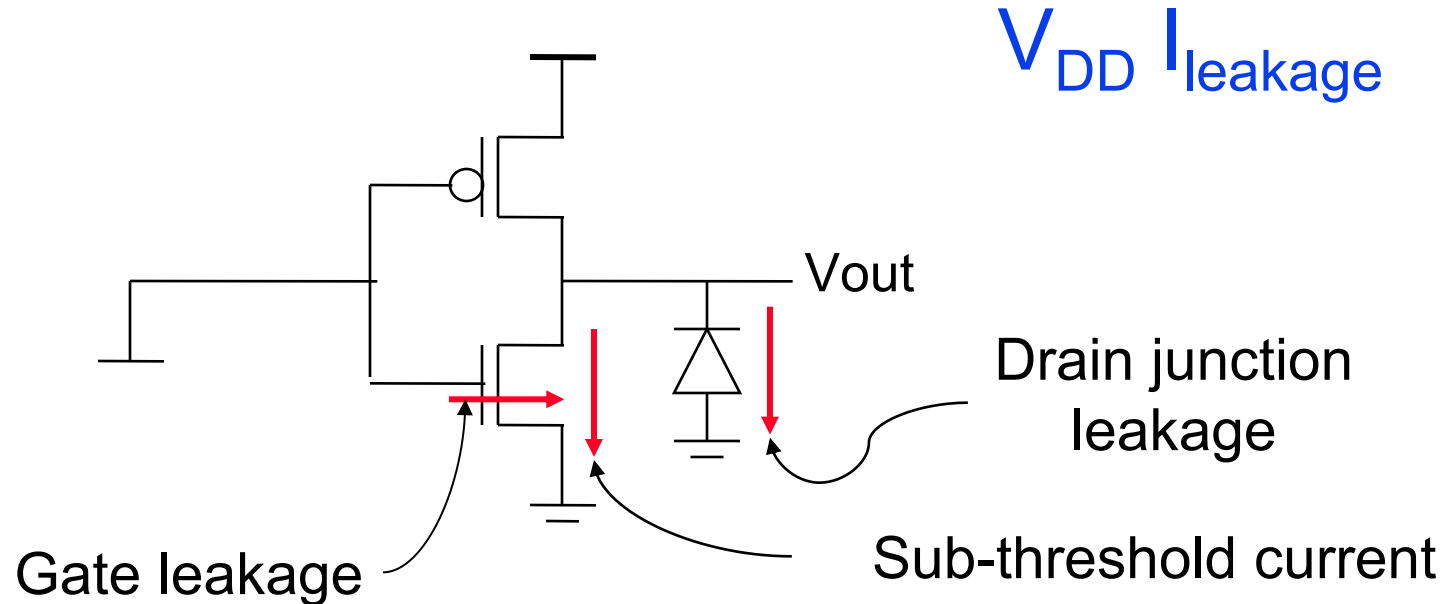 VDD Ileakage
Vout
Drain junction
leakage
Sub-threshold current
Gate leakage